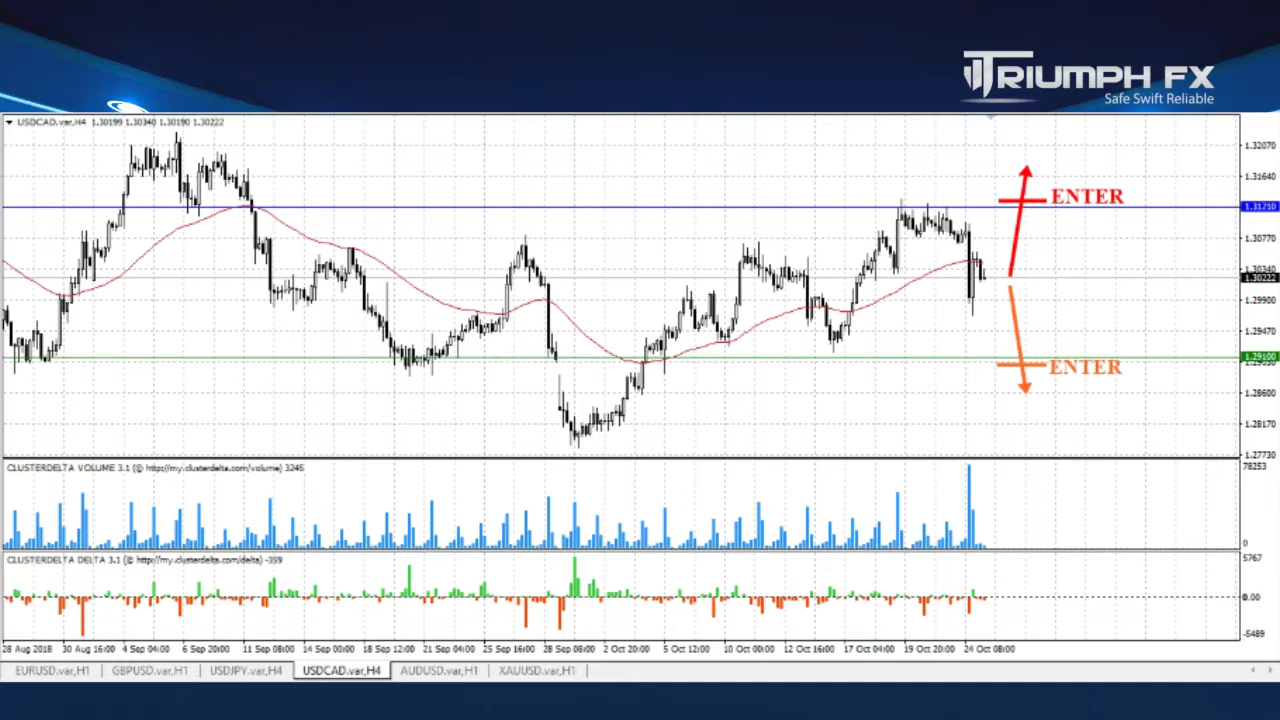 TRIUMPH FX
Safe Swift Reliable
USDCAD.var,H4 1.30199 1.30340 1.30190 1.30222
1.32070
1.31640
ENTER
1.31210
1.30770
1.30340
1.30222
1.29900
1.29470
1.29100
ENTER
1.28600
1.28170
1.27730
CLUSTERDELTA VOLUME 3.1 (© http://my.clusterdelta.com/volume) 3245
78253
0
CLUSTERDELTA DELTA 3.1 (© http://my.clusterdelta.com/delta) -359
5767
0.00
-5489
28 Aug 2018 30 Aug 16:00 4 Sep 04:00 6 Sep 20:00 11 Sep 08:00 14 Sep 00:00 18 Sep 12:00 21 Sep 04:00 25 Sep 16:00 28 Sep 08:00 2 Oct 20:00 5 Oct 12:00 10 Oct 00:00 12 Oct 16:00 17 Oct 04:00 19 Oct 20:00 24 Oct 08:00
EURUSD.var,H1 GBPUSD.var,H1 USDJPY.var,H4 USDCAD.var,H4 AUDUSD.var,H1 XAUUSD.var,H1